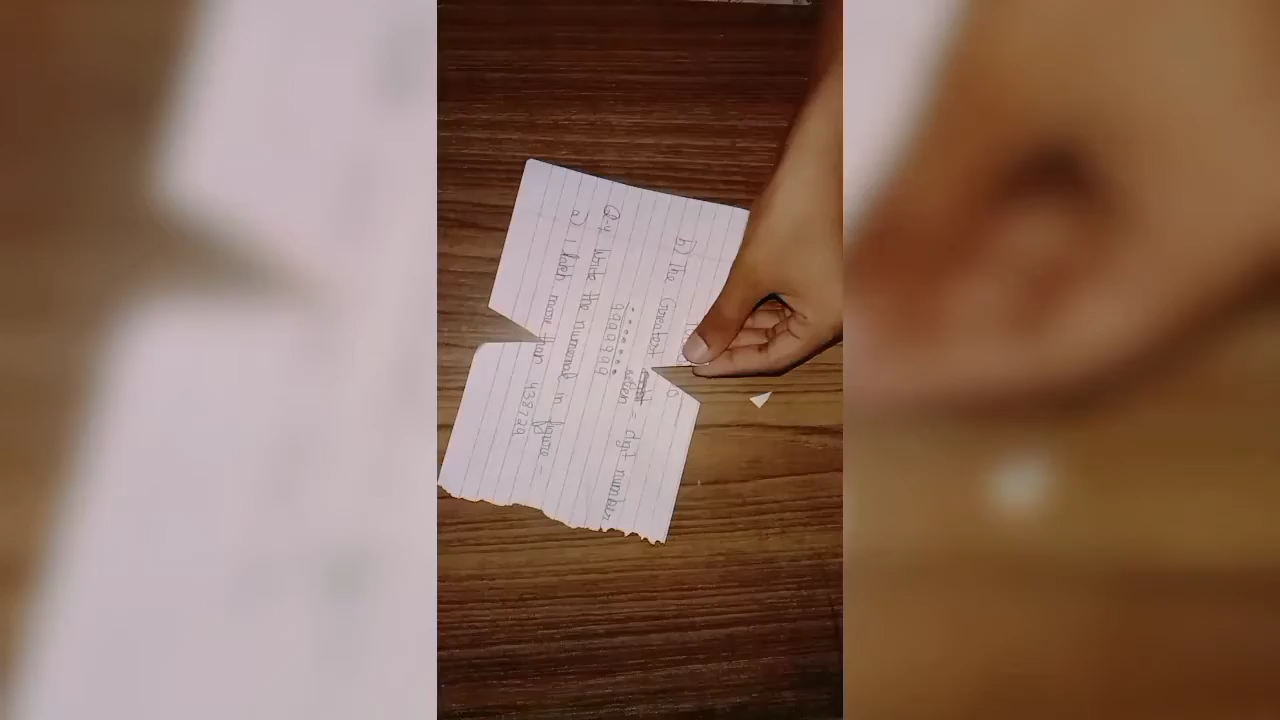 b) The Greatest seven = digit number
9999999
Q.4 Write the numeral in figure -
a) 1 lakh more than 438729